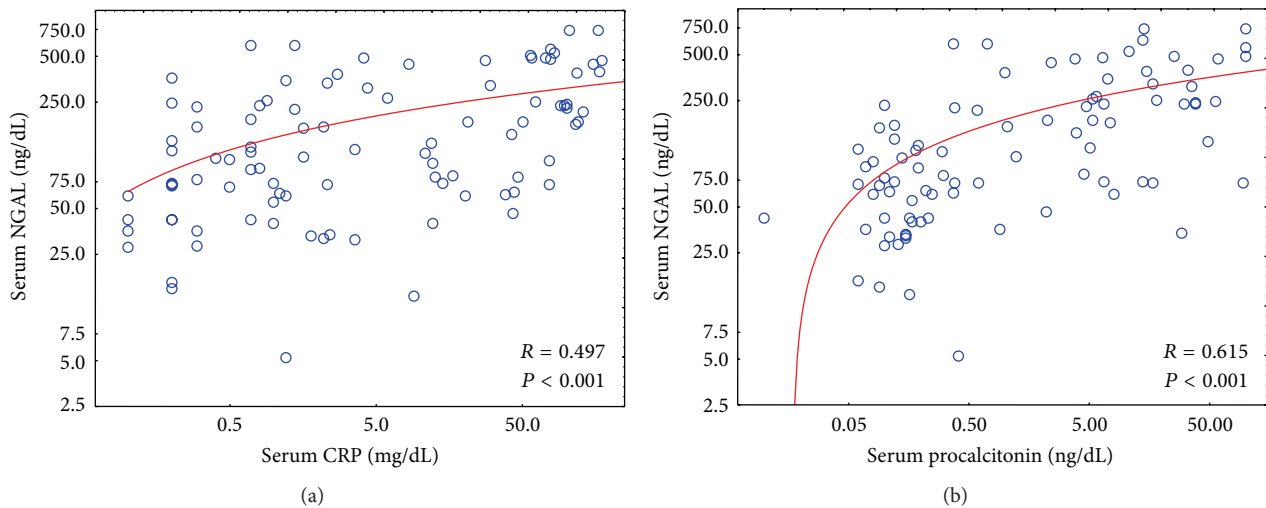 750.0
500.0
250.0
75.0
50.0
25.0
7.5
5.0
2.5
Serum NGAL (ng/dL)
R = 0.497
P < 0.001
0.5
5.0
50.0
Serum CRP (mg/dL)
(a)
750.0
500.0
250.0
75.0
50.0
25.0
7.5
5.0
2.5
Serum NGAL (ng/dL)
R = 0.615
P < 0.001
0.05
0.50
5.00
50.00
Serum procalcitonin (ng/dL)
(b)